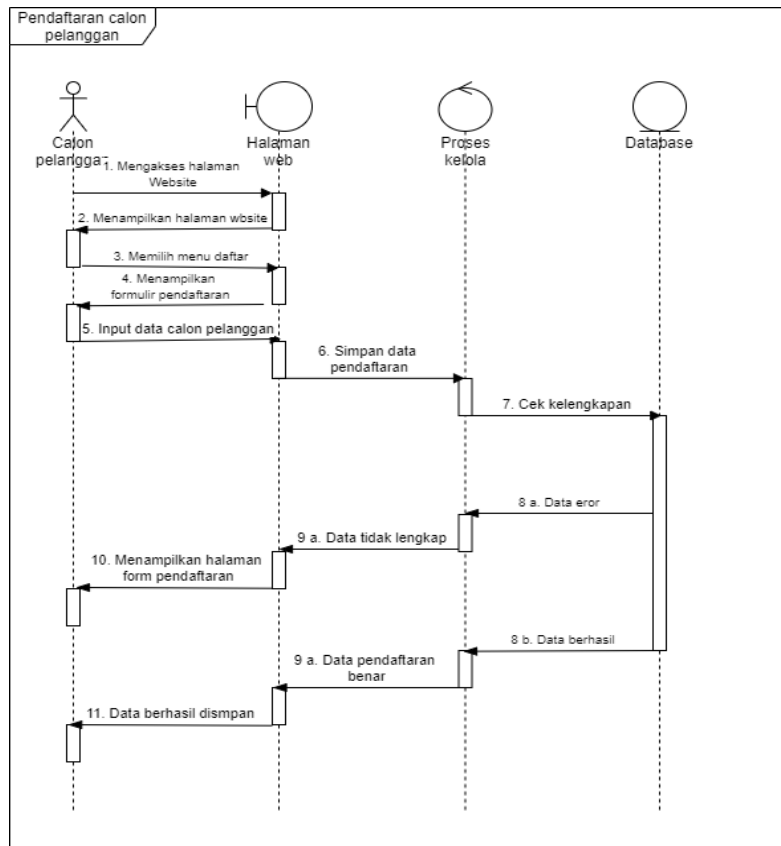 Pendaftaran calon
pelanggan
Calon
pelanggan
Halaman
web
Proses
kelola
Database
1. Mengakses halaman
Website
2. Menampilkan halaman wbsite
3. Memilih menu daftar
4. Menampilkan
formulir pendaftaran
5. Input data calon pelanggan
6. Simpan data
pendaftaran
7. Cek kelengkapan
8 a. Data eror
9 a. Data tidak lengkap
10. Menampilkan halaman
form pendaftaran
8 b. Data berhasil
9 a. Data pendaftaran
benar
11. Data berhasil dismpan